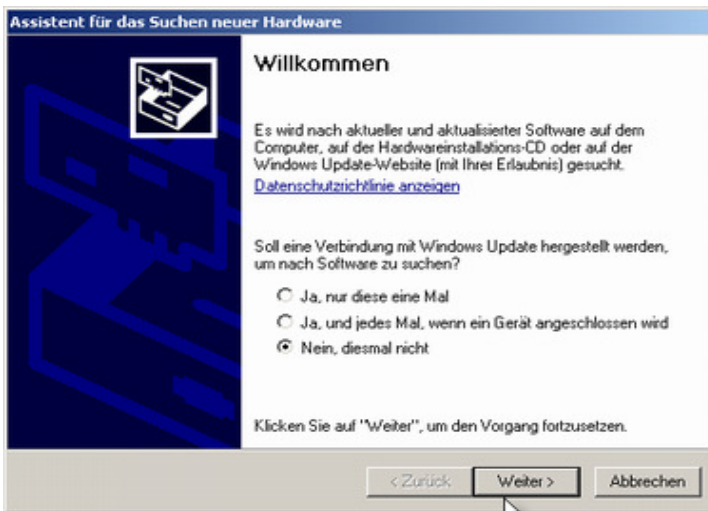 Assistent für das Suchen neuer Hardware
Willkommen
Es wird nach aktueller und aktualisierter Software auf dem
Computer, auf der Hardwareinstallations-CD oder auf der
Windows Update-Website (mit Ihrer Erlaubnis) gesucht.
Datenschutzrichtlinie anzeigen
Soll eine Verbindung mit Windows Update hergestellt werden,
um nach Software zu suchen?
Ja, nur diese eine Mal
Ja, und jedes Mal, wenn ein Gerät angeschlossen wird
Nein, diesmal nicht
Klicken Sie auf "Weiter", um den Vorgang fortzusetzen.
< Zurück Weiter > Abbrechen